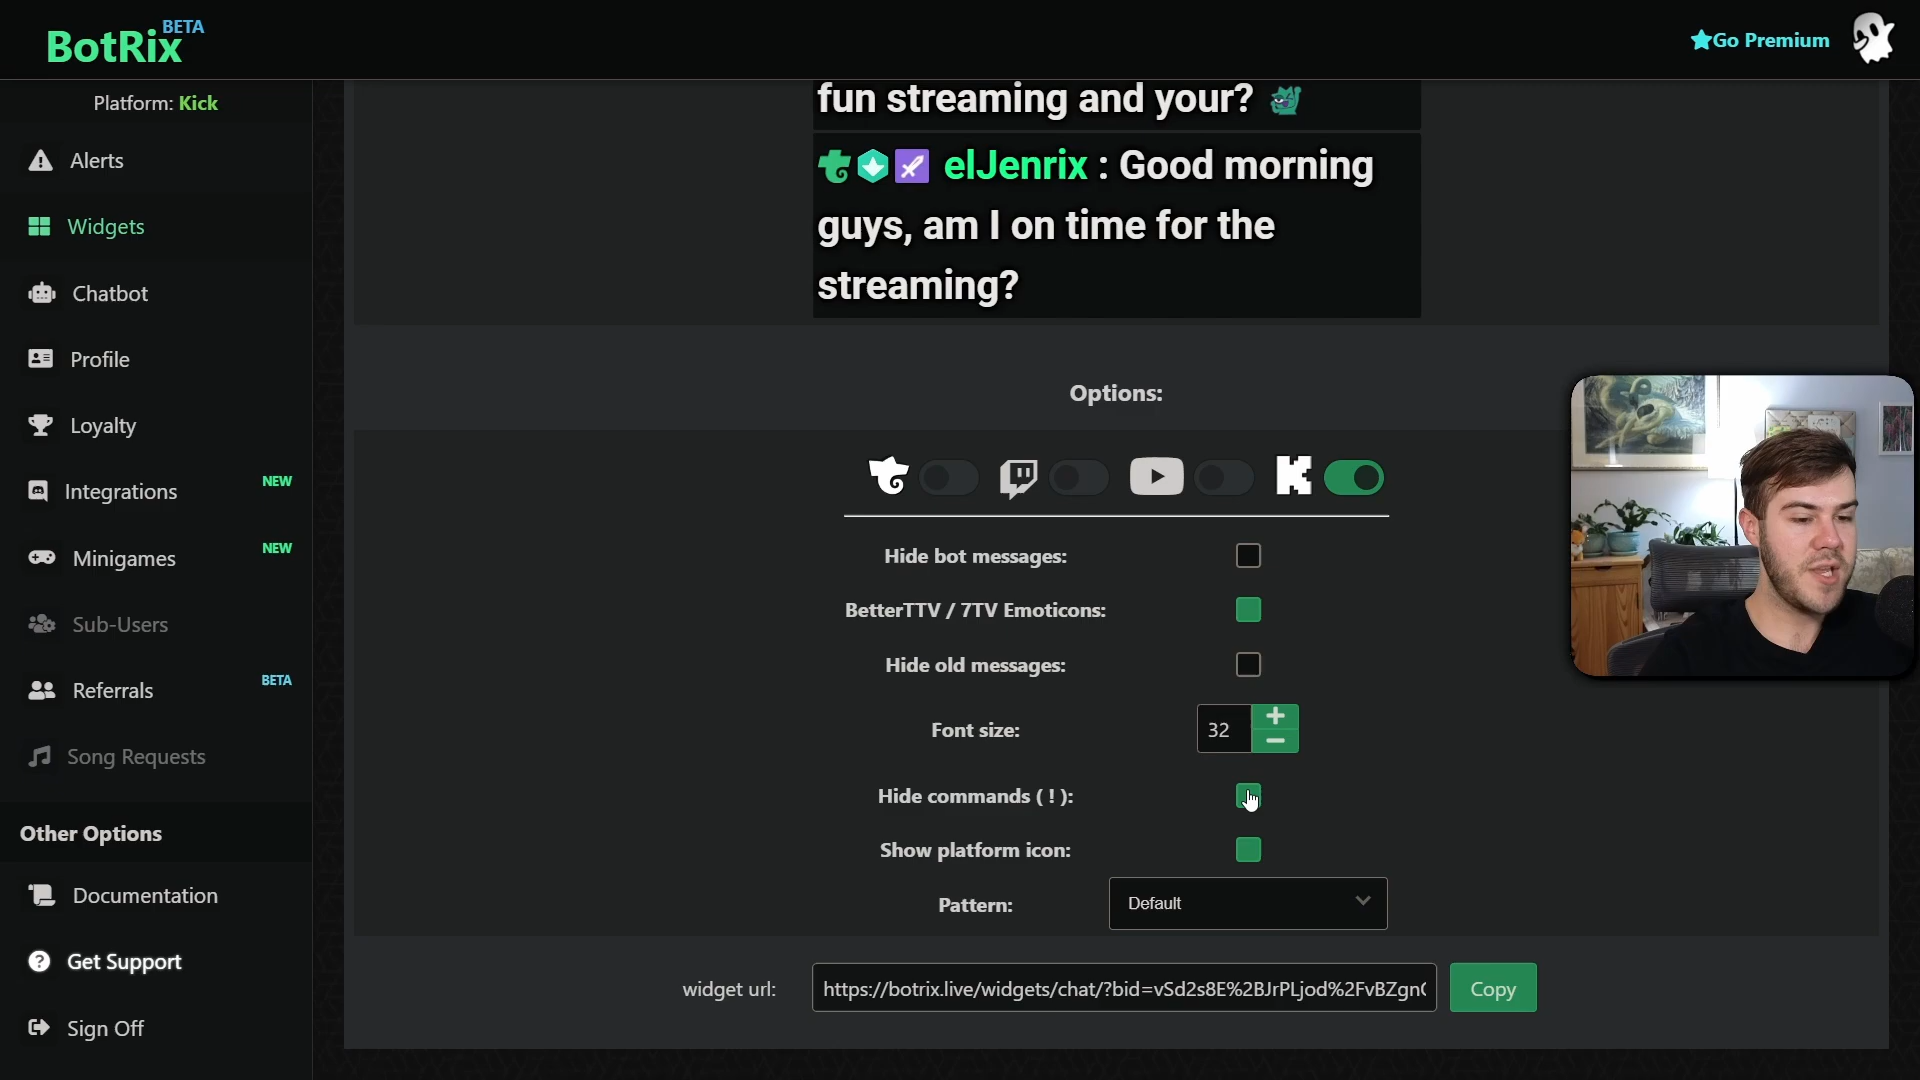 BotRix BETA
Go Premium
Platform: Kick
Alerts
Widgets
Chatbot
Profile
Loyalty
Integrations NEW
Minigames NEW
Sub-Users
Referrals BETA
Song Requests
Other Options
Documentation
Get Support
Sign Off
fun streaming and your?
elJenrix : Good morning
guys, am I on time for the
streaming?
Options:
Hide bot messages:
BetterTTV / 7TV Emoticons:
Hide old messages:
Font size: 32
Hide commands ( ! ):
Show platform icon:
Pattern: Default
widget url: https://botrix.live/widgets/chat/?bid=vSd2s8E%2BJrPLjod%2FvBZgn Copy